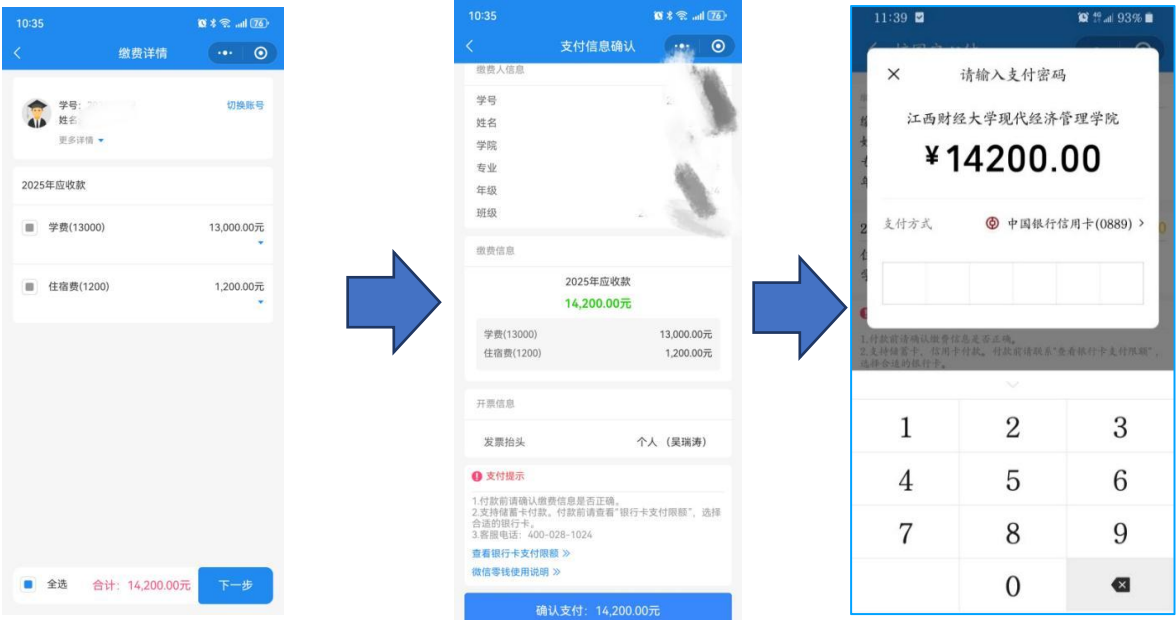 10:35
76
缴费详情
学号:
姓名
切换账号
更多详情
2025年应收款
学费(13000)
13,000.00元
住宿费(1200)
1,200.00元
全选
合计: 14,200.00元
下一步
10:35
76
支付信息确认
缴费人信息
学号
姓名
学院
专业
年级
班级
缴费信息
2025年应收款
14,200.00元
学费(13000)
13,000.00元
住宿费(1200)
1,200.00元
开票信息
发票抬头
个人 (吴瑞涛)
支付提示
1.付款前请确认缴费信息是否正确。
2.支持储蓄卡付款。付款前请查看"银行卡支付限额"，选择
合适的银行卡。
3.客服电话: 400-028-1024
查看银行卡支付限额 》
微信零钱使用说明 》
确认支付: 14,200.00元
11:39
93%
请输入支付密码
江西财经大学现代经济管理学院
¥14200.00
支付方式
中国银行信用卡(0889) >
1.付款前请确认缴费信息是否正确。
2.支持储蓄卡, 信用卡付款。付款前请联系"查看银行卡支付限额",
选择合适的银行卡。
1
2
3
4
5
6
7
8
9
0